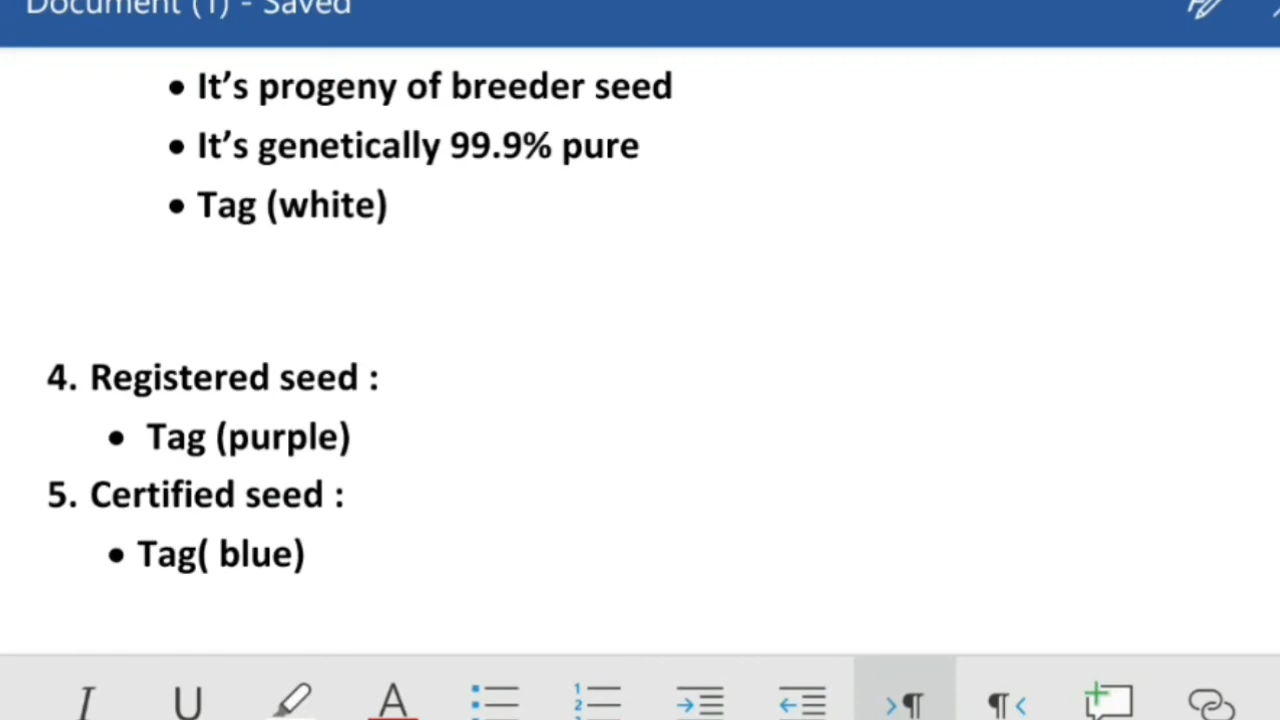 Document (1) - Saved
• It’s progeny of breeder seed
• It’s genetically 99.9% pure
• Tag (white)
4. Registered seed :
• Tag (purple)
5. Certified seed :
• Tag( blue)